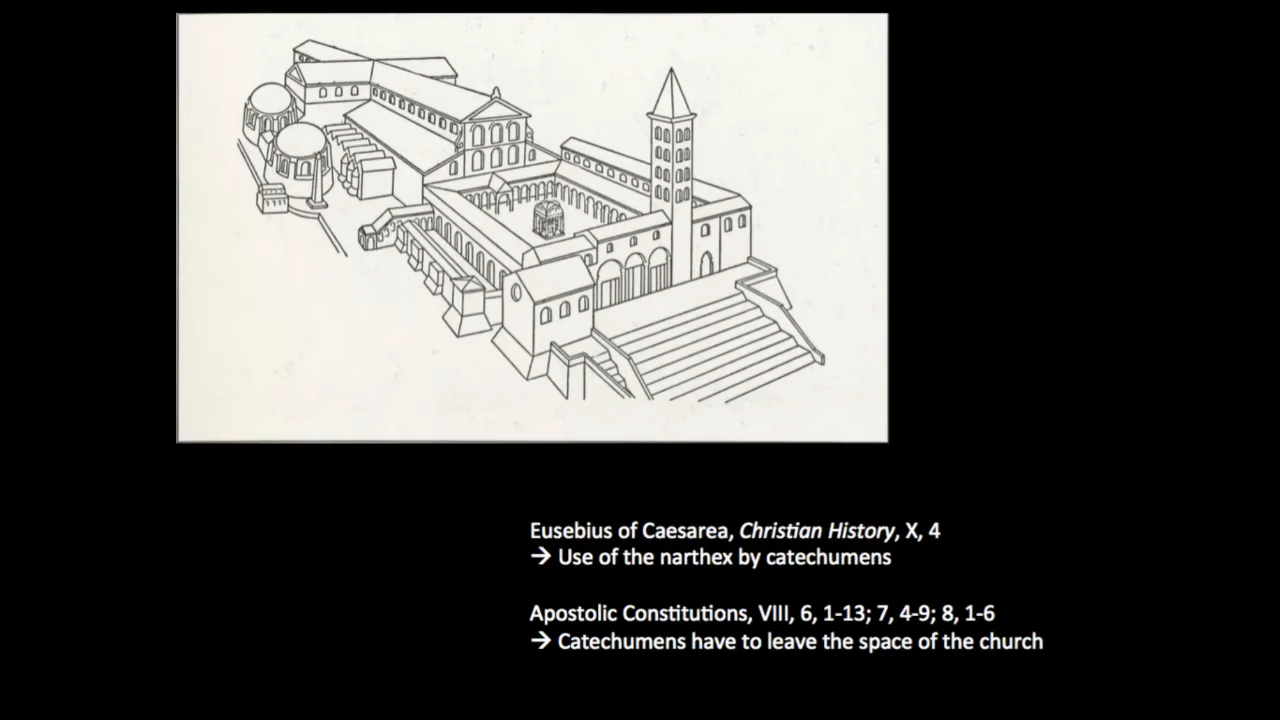 Eusebius of Caesarea, Christian History, X, 4
→ Use of the narthex by catechumens
Apostolic Constitutions, VIII, 6, 1-13; 7, 4-9; 8, 1-6
→ Catechumens have to leave the space of the church